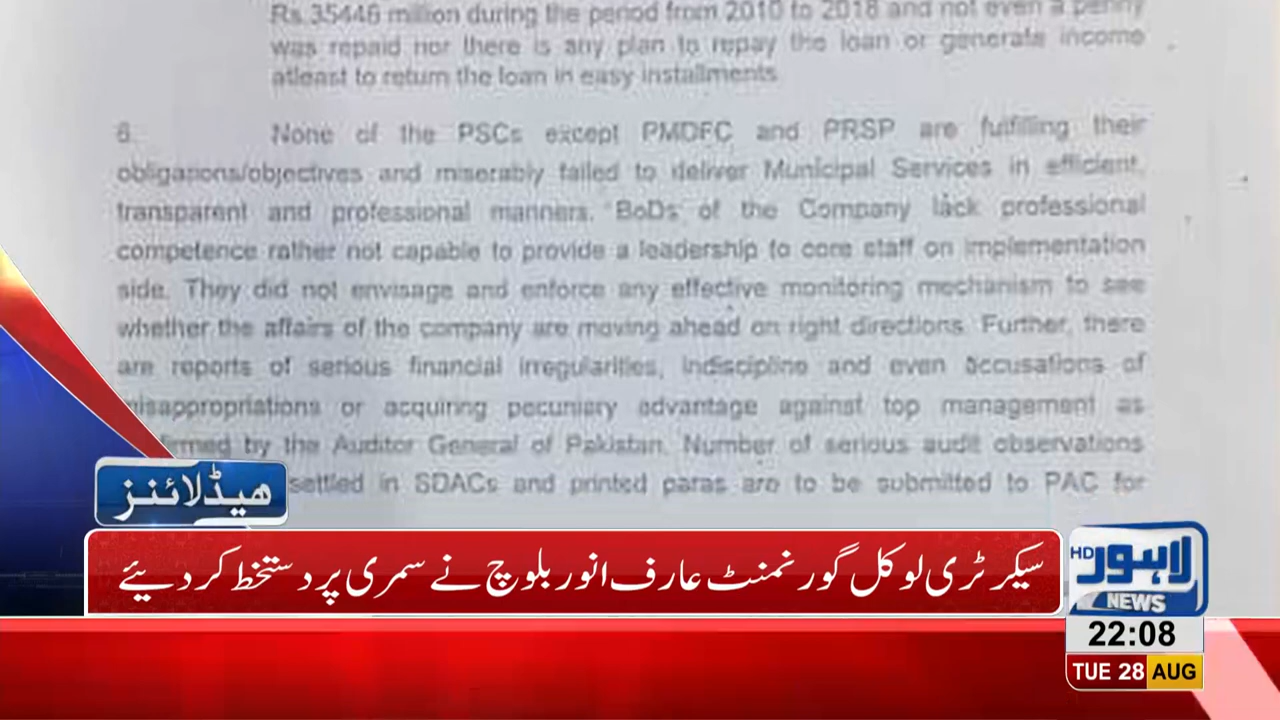 Rs.35446 million during the period from 2010 to 2018 and not even a penny
was repaid nor there is any plan to repay the loan or generate income
atleast to return the loan in easy installments
6. None of the PSCs except PMDFC and PRSP are fulfilling their
obligations/objectives and miserably failed to deliver Municipal Services in efficient,
transparent and professional manners. BoDs of the Company lack professional
competence rather not capable to provide a leadership to core staff on implementation
side. They did not envisage and enforce any effective monitoring mechanism to see
whether the affairs of the company are moving ahead on right directions. Further, there
are reports of serious financial irregularities, indiscipline and even accusations of
misappropriations or acquiring pecuniary advantage against top management as
firmed by the Auditor General of Pakistan. Number of serious audit observations
settled in SDACs and printed paras are to be submitted to PAC for
ھیڈلائنز
سیکرٹری لوکل گورنمنٹ عارف انور بلوچ نے سمری پر دستخط کر دیئے
لاہور HD
NEWS
22:08
TUE 28 AUG